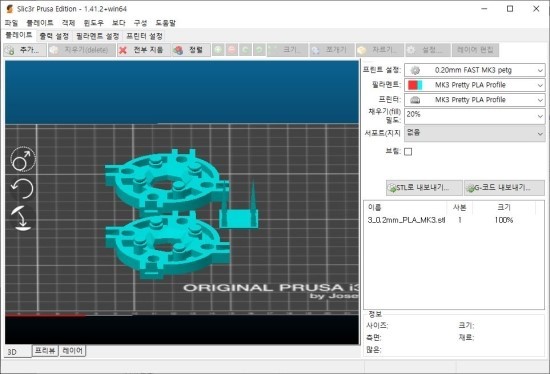 Slic3r Prusa Edition - 1.41.2+win64
파일 플레이트 객체 윈도우 보다 구성 도움말
플레이트 출력 설정 필라멘트 설정 프린터 설정
추가... 지우기(delete) 전부 지움 정렬 크기... 쪼개기 자르기... 설정... 레이어 편집
프린트 설정: 0.20mm FAST MK3 petg
필라멘트: MK3 Pretty PLA Profile
프린터: MK3 Pretty PLA Profile
채우기(fill) 밀도: 20%
서포트(지지 없음
브림:
STL로 내보내기... G-코드 내보내기...
이름 사본 크기
3_0.2mm_PLA_MK3.stl 1 100%
ORIGINAL PRUSA i3
by Jose
정보
사이즈: 크기:
측면: 재료:
많은:
3D 프리뷰 레이어